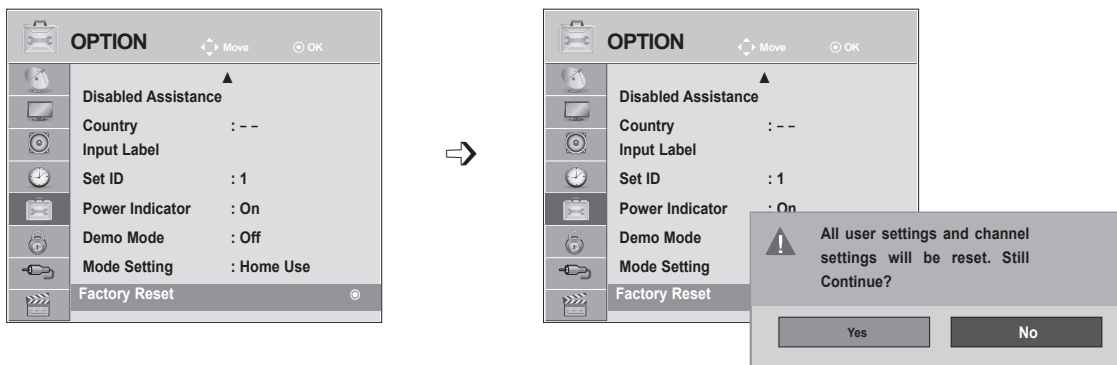 OPTION Move OK
Disabled Assistance
Country : – –
Input Label
Set ID : 1
Power Indicator : On
Demo Mode : Off
Mode Setting : Home Use
Factory Reset
OPTION Move OK
Disabled Assistance
Country : – –
Input Label
Set ID : 1
Power Indicator : On
Demo Mode
Mode Setting
Factory Reset
All user settings and channel
settings will be reset. Still
Continue?
Yes No